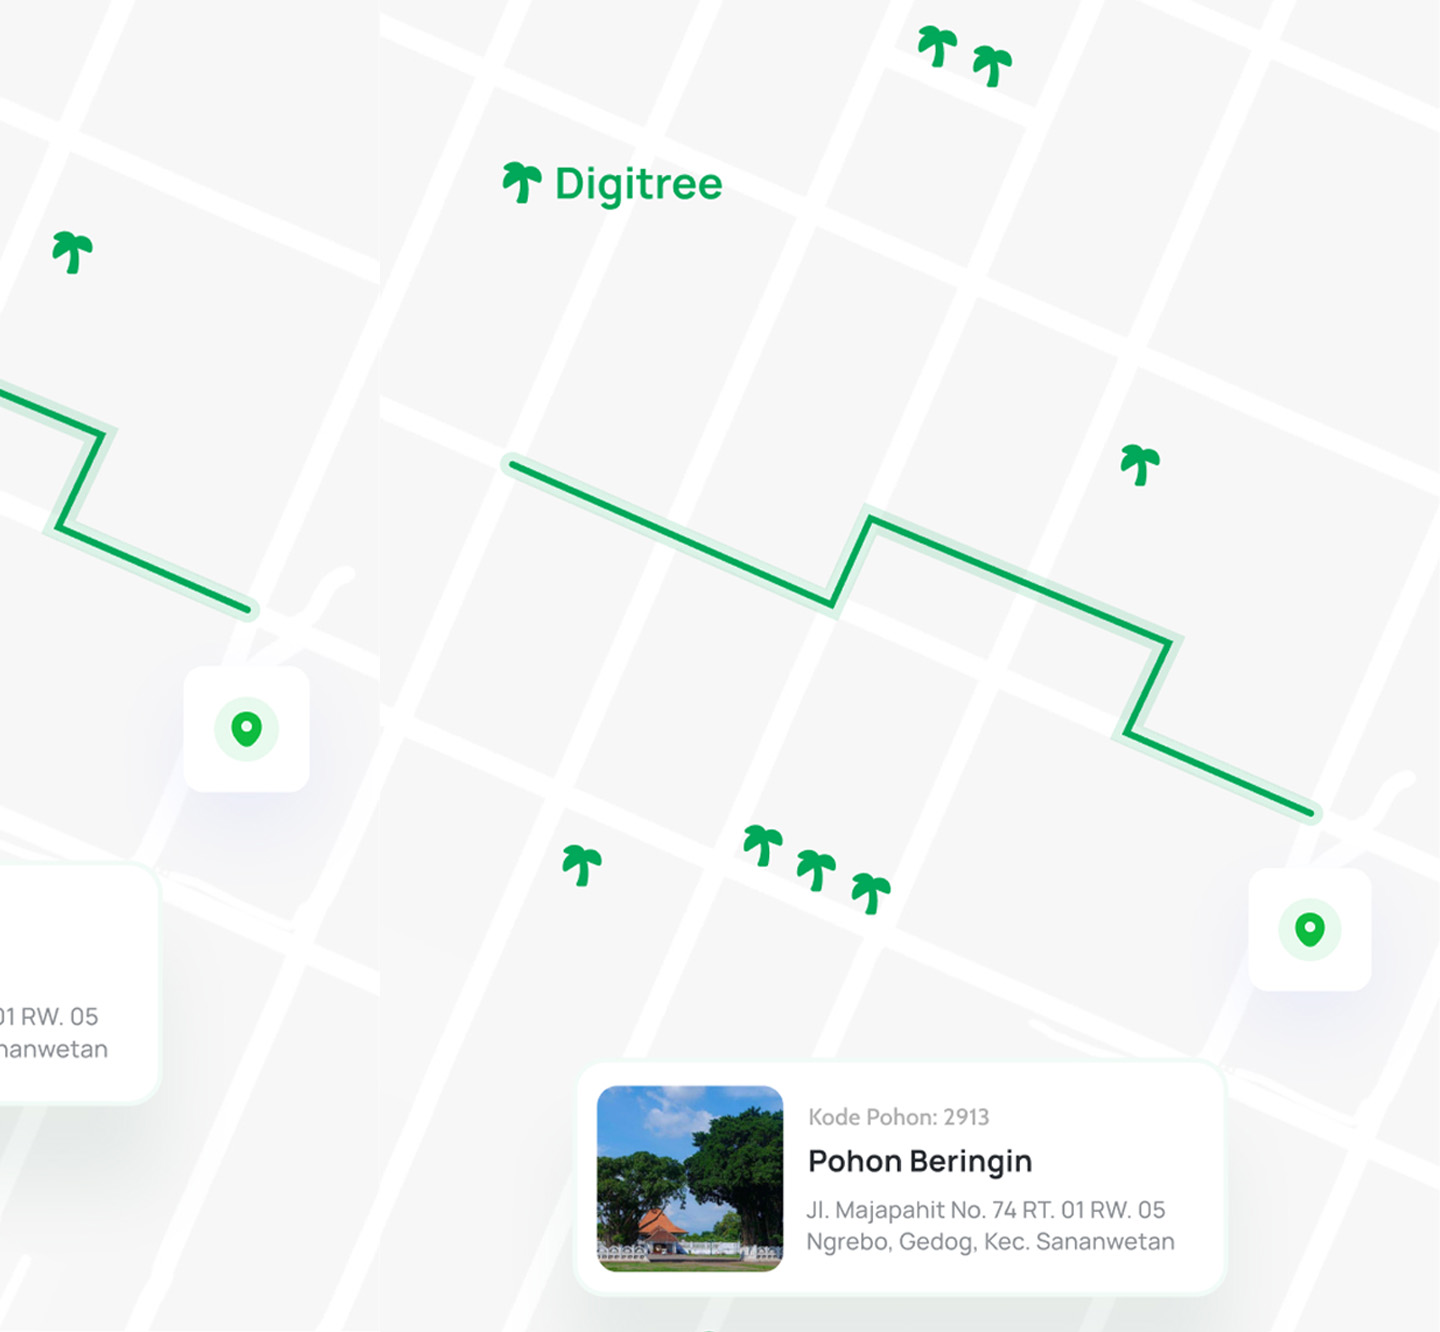 Digitree
01 RW. 05
nanwetan
Kode Pohon: 2913
Pohon Beringin
Jl. Majapahit No. 74 RT. 01 RW. 05
Ngrebo, Gedog, Kec. Sananwetan